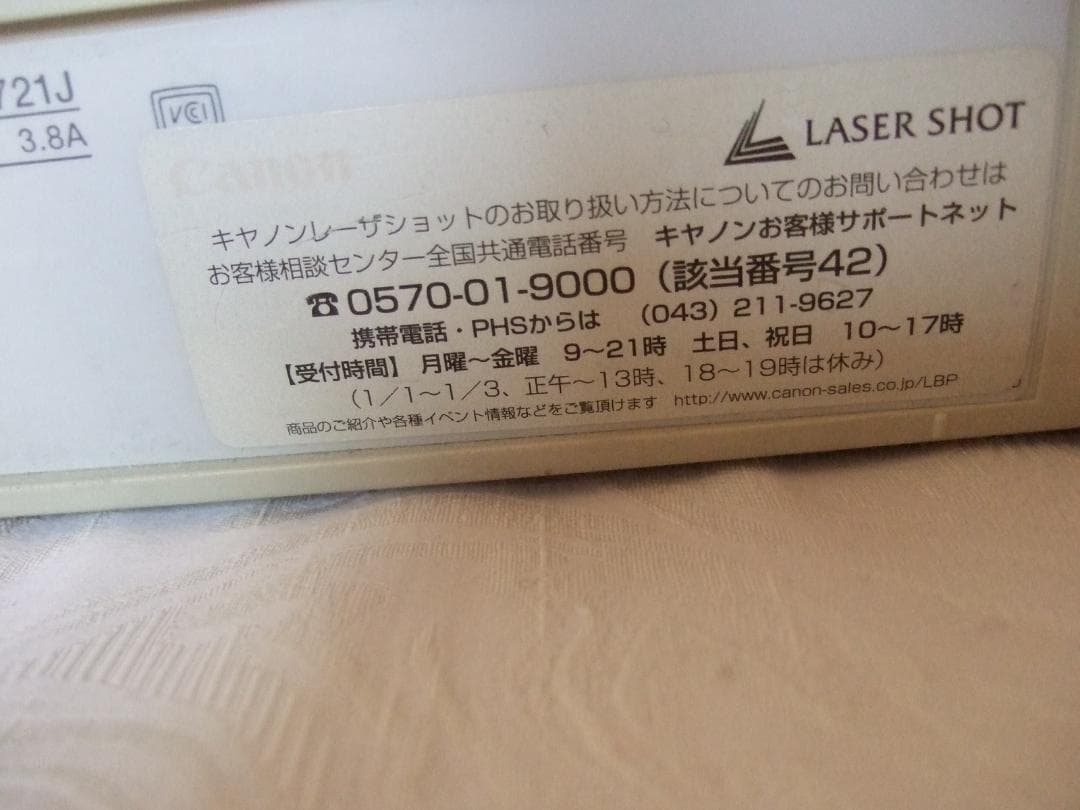 721J
3.8A
VCCI
LASER SHOT
キヤノンレーザショットのお取り扱い方法についてのお問い合わせは
お客様相談センター全国共通電話番号 キヤノンお客様サポートネット
☎0570-01-9000（該当番号42）
携帯電話・PHSからは （043）211-9627
【受付時間】月曜〜金曜 9〜21時 土日、祝日 10〜17時
（1／1〜1／3、正午〜13時、18〜19時は休み）
商品のご紹介や各種イベント情報などをご覧頂けます http://www.canon-sales.co.jp/LBP